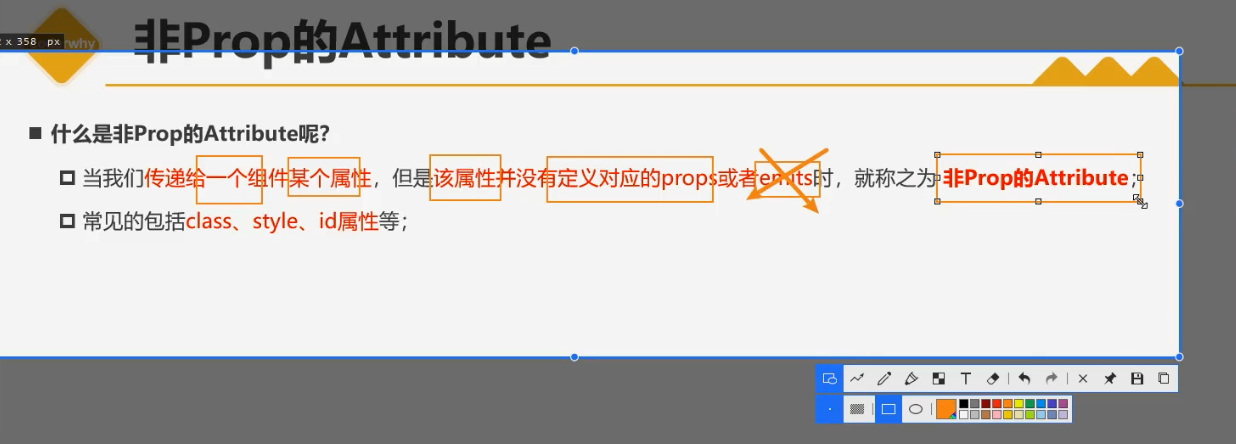 非Prop的Attribute
x 358 px
rwhy
什么是非Prop的Attribute呢？
当我们传递给一个组件某个属性，但是该属性并没有定义对应的props或者emits时，就称之为 非Prop的Attribute；
常见的包括class、style、id属性等；